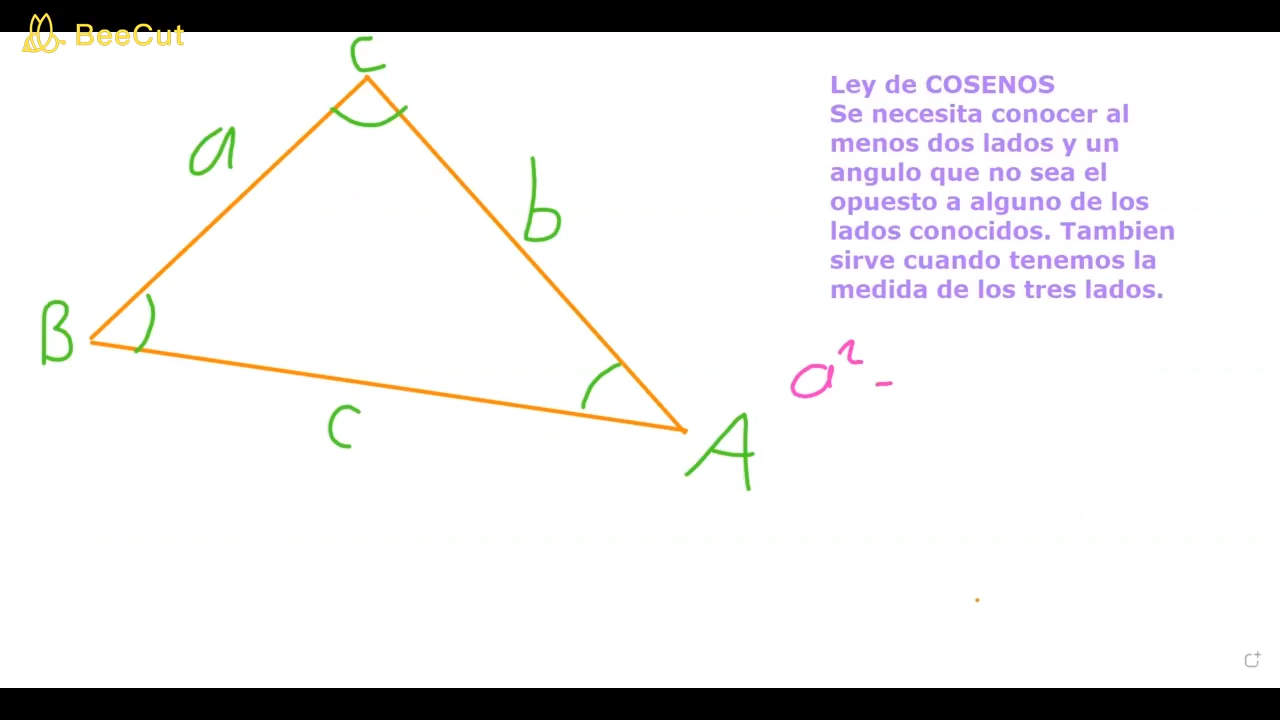 BeeCut
C
a
b
B
c
A
Ley de COSENOS
Se necesita conocer al
menos dos lados y un
angulo que no sea el
opuesto a alguno de los
lados conocidos. Tambien
sirve cuando tenemos la
medida de los tres lados.
a² -